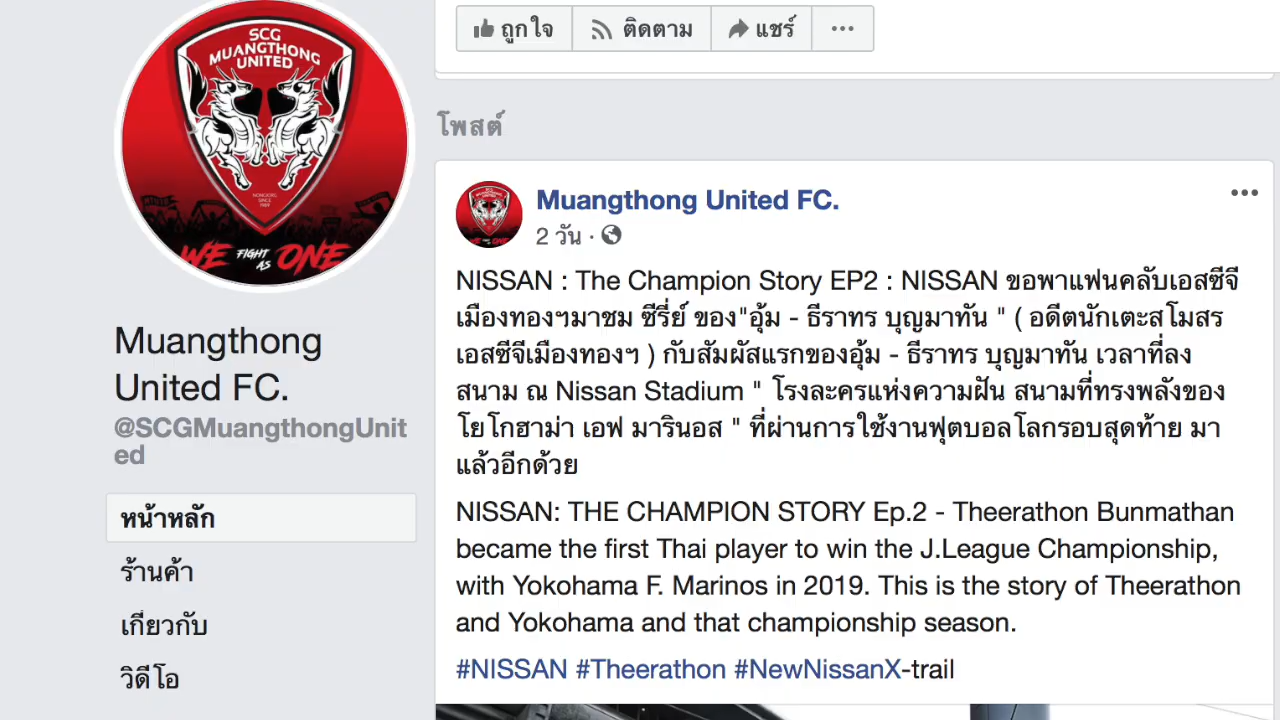 SCG
MUANGTHONG
UNITED
WE FIGHT AS ONE
Muangthong
United FC.
@SCGMuangthongUnit
ed
หน้าหลัก
ร้านค้า
เกี่ยวกับ
วิดีโอ
ถูกใจ ติดตาม แชร์ ...
โพสต์
Muangthong United FC.
2 วัน ·
NISSAN : The Champion Story EP2 : NISSAN ขอพาแฟนคลับเอสซีจี
เมืองทองฯมาชม ซีรี่ย์ ของ"อุ้ม - ธีราทร บุญมาทัน " ( อดีตนักเตะสโมสร
เอสซีจีเมืองทองฯ ) กับสัมผัสแรกของอุ้ม - ธีราทร บุญมาทัน เวลาที่ลง
สนาม ณ Nissan Stadium " โรงละครแห่งความฝัน สนามที่ทรงพลังของ
โยโกฮาม่า เอฟ มารินอส " ที่ผ่านการใช้งานฟุตบอลโลกรอบสุดท้าย มา
แล้วอีกด้วย
NISSAN: THE CHAMPION STORY Ep.2 - Theerathon Bunmathan
became the first Thai player to win the J.League Championship,
with Yokohama F. Marinos in 2019. This is the story of Theerathon
and Yokohama and that championship season.
#NISSAN #Theerathon #NewNissanX-trail